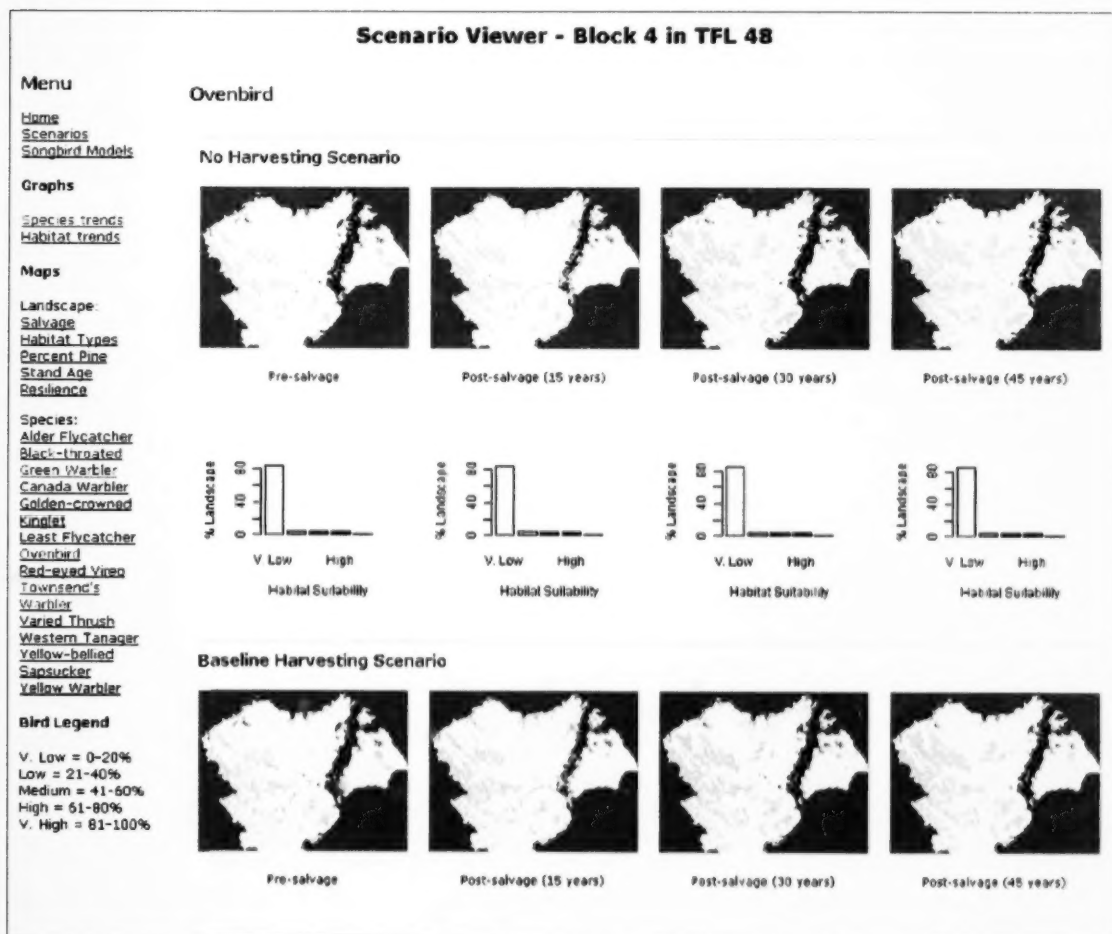 Scenario Viewer - Block 4 in TFL 48
Menu
Home
Scenarios
Songbird Models
Graphs
Species trends
Habitat trends
Maps
Landscape:
Salvage
Habitat Types
Percent Pine
Stand Age
Resilience
Species:
Alder Flycatcher
Black-throated
Green Warbler
Canada Warbler
Golden-crowned
Kinglet
Least Flycatcher
Ovenbird
Red-eyed Vireo
Townsend's
Warbler
Varied Thrush
Western Tanager
Yellow-bellied
Sapsucker
Yellow Warbler
Bird Legend
V. Low = 0-20%
Low = 21-40%
Medium = 41-60%
High = 61-80%
V. High = 81-100%
Ovenbird
No Harvesting Scenario
Pre-salvage
Post-salvage (15 years)
Post-salvage (30 years)
Post-salvage (45 years)
% Landscape
0 40 80
V. Low High
Habitat Suitability
% Landscape
0 40 80
V. Low High
Habitat Suitability
% Landscape
0 40 80
V. Low High
Habitat Suitability
% Landscape
0 40 80
V. Low High
Habitat Suitability
Baseline Harvesting Scenario
Pre-salvage
Post-salvage (15 years)
Post-salvage (30 years)
Post-salvage (45 years)